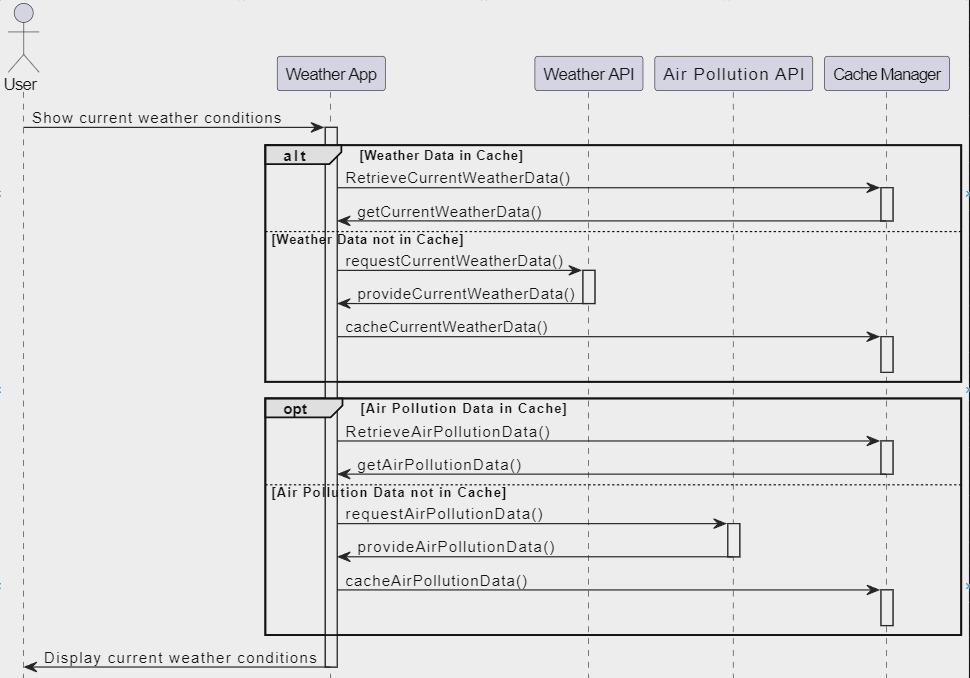 User
Weather App
Weather API
Air Pollution API
Cache Manager
Show current weather conditions
alt
[Weather Data in Cache]
RetrieveCurrentWeatherData()
getCurrentWeatherData()
[Weather Data not in Cache]
requestCurrentWeatherData()
provideCurrentWeatherData()
cacheCurrentWeatherData()
opt
[Air Pollution Data in Cache]
RetrieveAirPollutionData()
getAirPollutionData()
[Air Pollution Data not in Cache]
requestAirPollutionData()
provideAirPollutionData()
cacheAirPollutionData()
Display current weather conditions